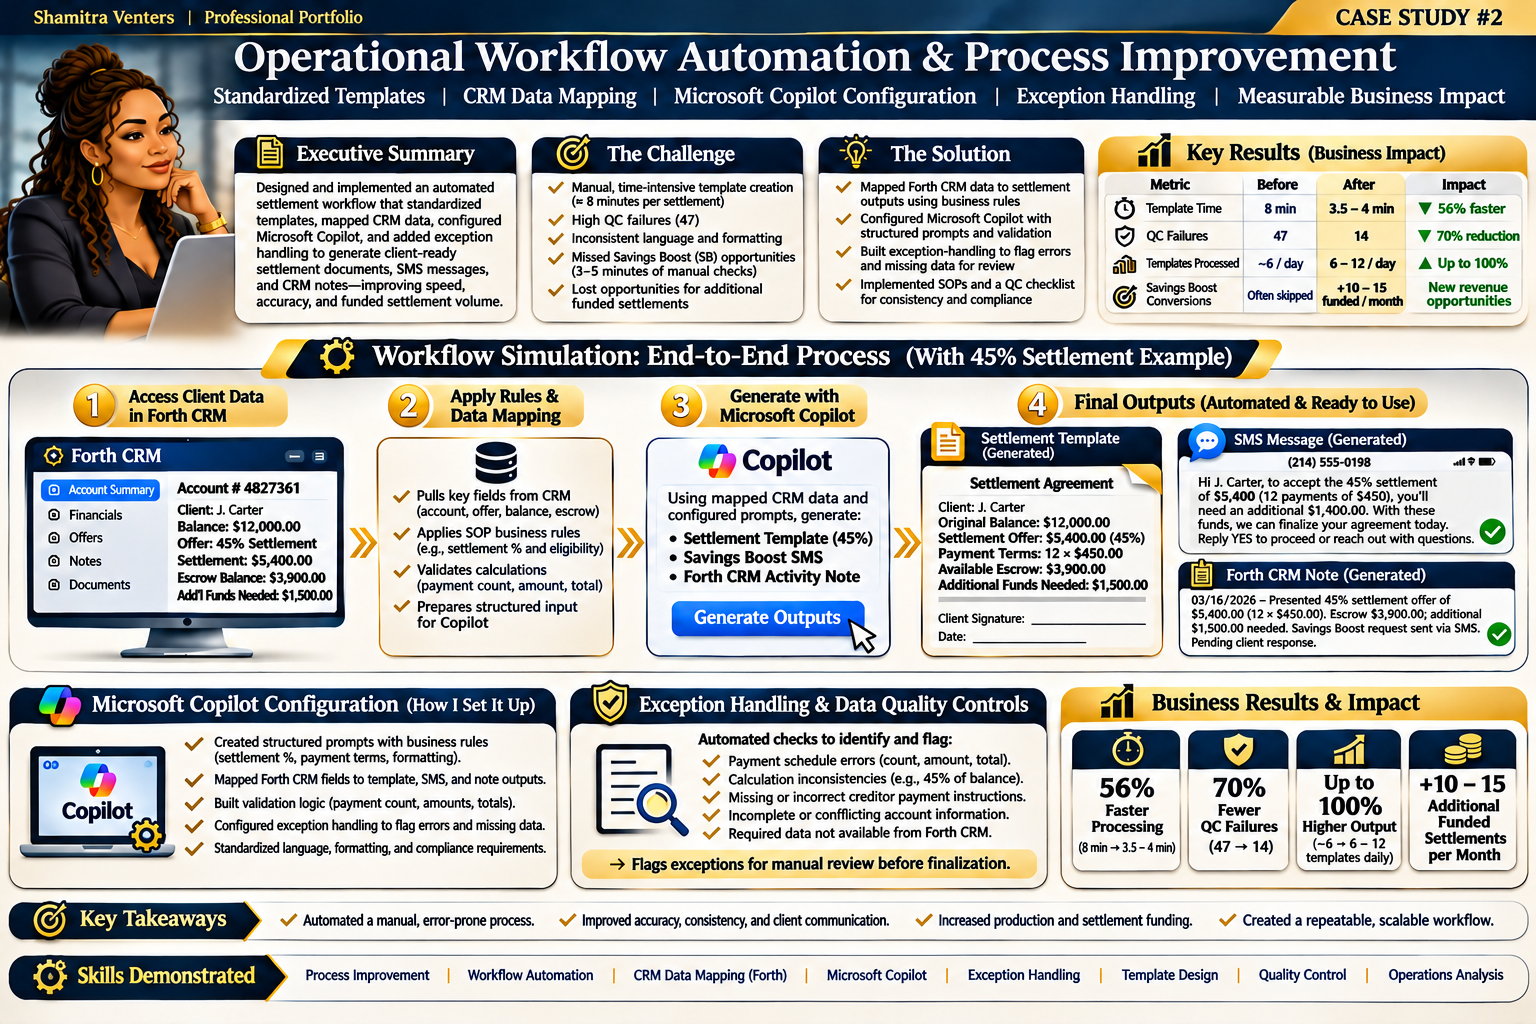 Shamitra Venters | Professional Portfolio
CASE STUDY #2
Operational Workflow Automation & Process Improvement
Standardized Templates | CRM Data Mapping | Microsoft Copilot Configuration | Exception Handling | Measurable Business Impact
Executive Summary
Designed and implemented an automated
settlement workflow that standardized
templates, mapped CRM data, configured
Microsoft Copilot, and added exception
handling to generate client-ready
settlement documents, SMS messages,
and CRM notes—improving speed,
accuracy, and funded settlement volume.
The Challenge
Manual, time-intensive template creation
(≈ 8 minutes per settlement)
High QC failures (47)
Inconsistent language and formatting
Missed Savings Boost (SB) opportunities
(3–5 minutes of manual checks)
Lost opportunities for additional
funded settlements
The Solution
Mapped Forth CRM data to settlement
outputs using business rules
Configured Microsoft Copilot with
structured prompts and validation
Built exception-handling to flag errors
and missing data for review
Implemented SOPs and a QC checklist
for consistency and compliance
Key Results (Business Impact)
Metric Before After Impact
Template Time 8 min 3.5 – 4 min ▼ 56% faster
QC Failures 47 14 ▼ 70% reduction
Templates Processed ~6 / day 6 – 12 / day ▲ Up to 100%
Savings Boost Conversions Often skipped +10 – 15 funded / month New revenue opportunities
Workflow Simulation: End-to-End Process (With 45% Settlement Example)
1 Access Client Data
in Forth CRM
Forth CRM
Account Summary
Financials
Offers
Notes
Documents
Account # 4827361
Client: J. Carter
Balance: $12,000.00
Offer: 45% Settlement
Settlement: $5,400.00
Escrow Balance: $3,900.00
Add'l Funds Needed: $1,500.00
2 Apply Rules &
Data Mapping
Pulls key fields from CRM
(account, offer, balance, escrow)
Applies SOP business rules
(e.g., settlement % and eligibility)
Validates calculations
(payment count, amount, total)
Prepares structured input
for Copilot
3 Generate with
Microsoft Copilot
Copilot
Using mapped CRM data and
configured prompts, generate:
• Settlement Template (45%)
• Savings Boost SMS
• Forth CRM Activity Note
Generate Outputs
4 Final Outputs (Automated & Ready to Use)
Settlement Template
(Generated)
Settlement Agreement
Client: J. Carter
Original Balance: $12,000.00
Settlement Offer: $5,400.00 (45%)
Payment Terms: 12 × $450.00
Available Escrow: $3,900.00
Additional Funds Needed: $1,500.00
Client Signature:
Date:
SMS Message (Generated)
(214) 555-0198
Hi J. Carter, to accept the 45% settlement
of $5,400 (12 payments of $450), you'll
need an additional $1,400.00. With these
funds, we can finalize your agreement today.
Reply YES to proceed or reach out with questions.
Forth CRM Note (Generated)
03/16/2026 – Presented 45% settlement offer of
$5,400.00 (12 × $450.00). Escrow $3,900.00; additional
$1,500.00 needed. Savings Boost request sent via SMS.
Pending client response.
Microsoft Copilot Configuration (How I Set It Up)
Copilot
Created structured prompts with business rules
(settlement %, payment terms, formatting).
Mapped Forth CRM fields to template, SMS, and note outputs.
Built validation logic (payment count, amounts, totals).
Configured exception handling to flag errors and missing data.
Standardized language, formatting, and compliance requirements.
Exception Handling & Data Quality Controls
Automated checks to identify and flag:
Payment schedule errors (count, amount, total).
Calculation inconsistencies (e.g., 45% of balance).
Missing or incorrect creditor payment instructions.
Incomplete or conflicting account information.
Required data not available from Forth CRM.
→ Flags exceptions for manual review before finalization.
Business Results & Impact
56%
Faster
Processing
(8 min → 3.5 – 4 min)
70%
Fewer
QC Failures
(47 → 14)
Up to
100%
Higher Output
(~6 → 6 – 12
templates daily)
+10 – 15
Additional
Funded
Settlements
per Month
Key Takeaways
Automated a manual, error-prone process.
Improved accuracy, consistency, and client communication.
Increased production and settlement funding.
Created a repeatable, scalable workflow.
Skills Demonstrated
Process Improvement | Workflow Automation | CRM Data Mapping (Forth) | Microsoft Copilot | Exception Handling | Template Design | Quality Control | Operations Analysis